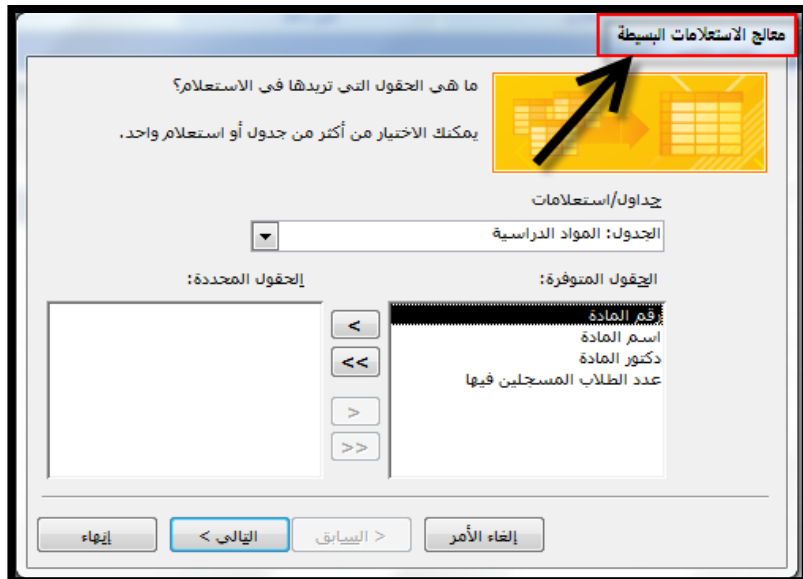 معالج الاستعلامات البسيطة
ما هي الحقول التي تريدها في الاستعلام؟
يمكنك الاختيار من أكثر من جدول أو استعلام واحد.
جداول/استعلامات
الجدول: المواد الدراسية
الحقول المتوفرة:
الحقول المحددة:
رقم المادة
اسم المادة
دكتور المادة
عدد الطلاب المسجلين فيها
<
<<
>
>>
إلغاء الأمر
< السابق
التالي >
إنهاء